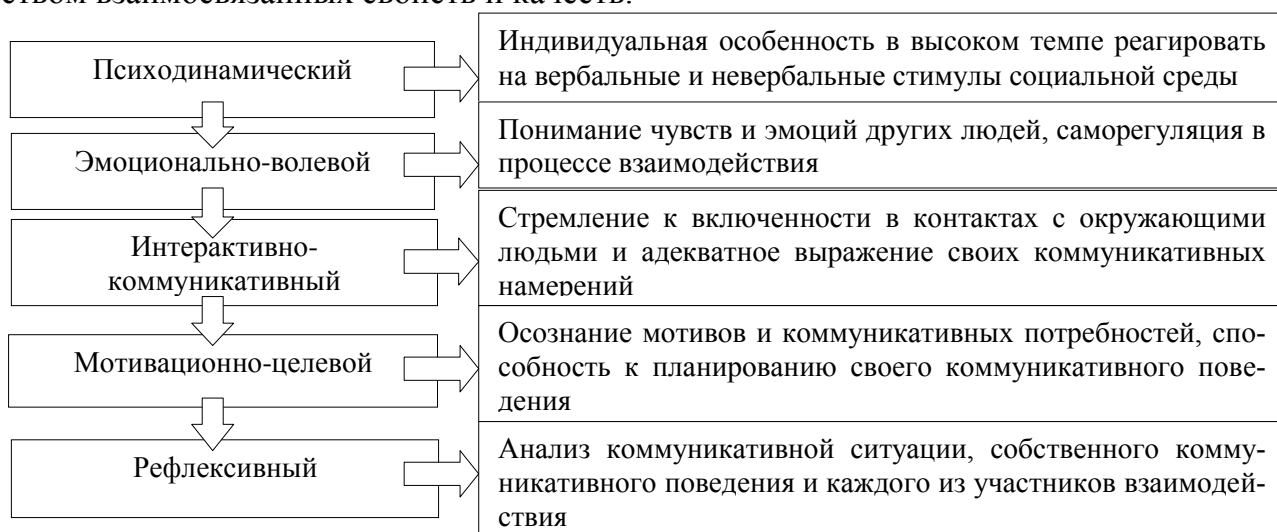 ством взаимосвязанных свойств и качеств.
Психодинамический
Индивидуальная особенность в высоком темпе реагировать
на вербальные и невербальные стимулы социальной среды
Эмоционально-волевой
Понимание чувств и эмоций других людей, саморегуляция в
процессе взаимодействия
Интерактивно-
коммуникативный
Стремление к включенности в контактах с окружающими
людьми и адекватное выражение своих коммуникативных
намерений
Мотивационно-целевой
Осознание мотивов и коммуникативных потребностей, спо-
собность к планированию своего коммуникативного пове-
дения
Рефлексивный
Анализ коммуникативной ситуации, собственного комму-
никативного поведения и каждого из участников взаимодей-
ствия